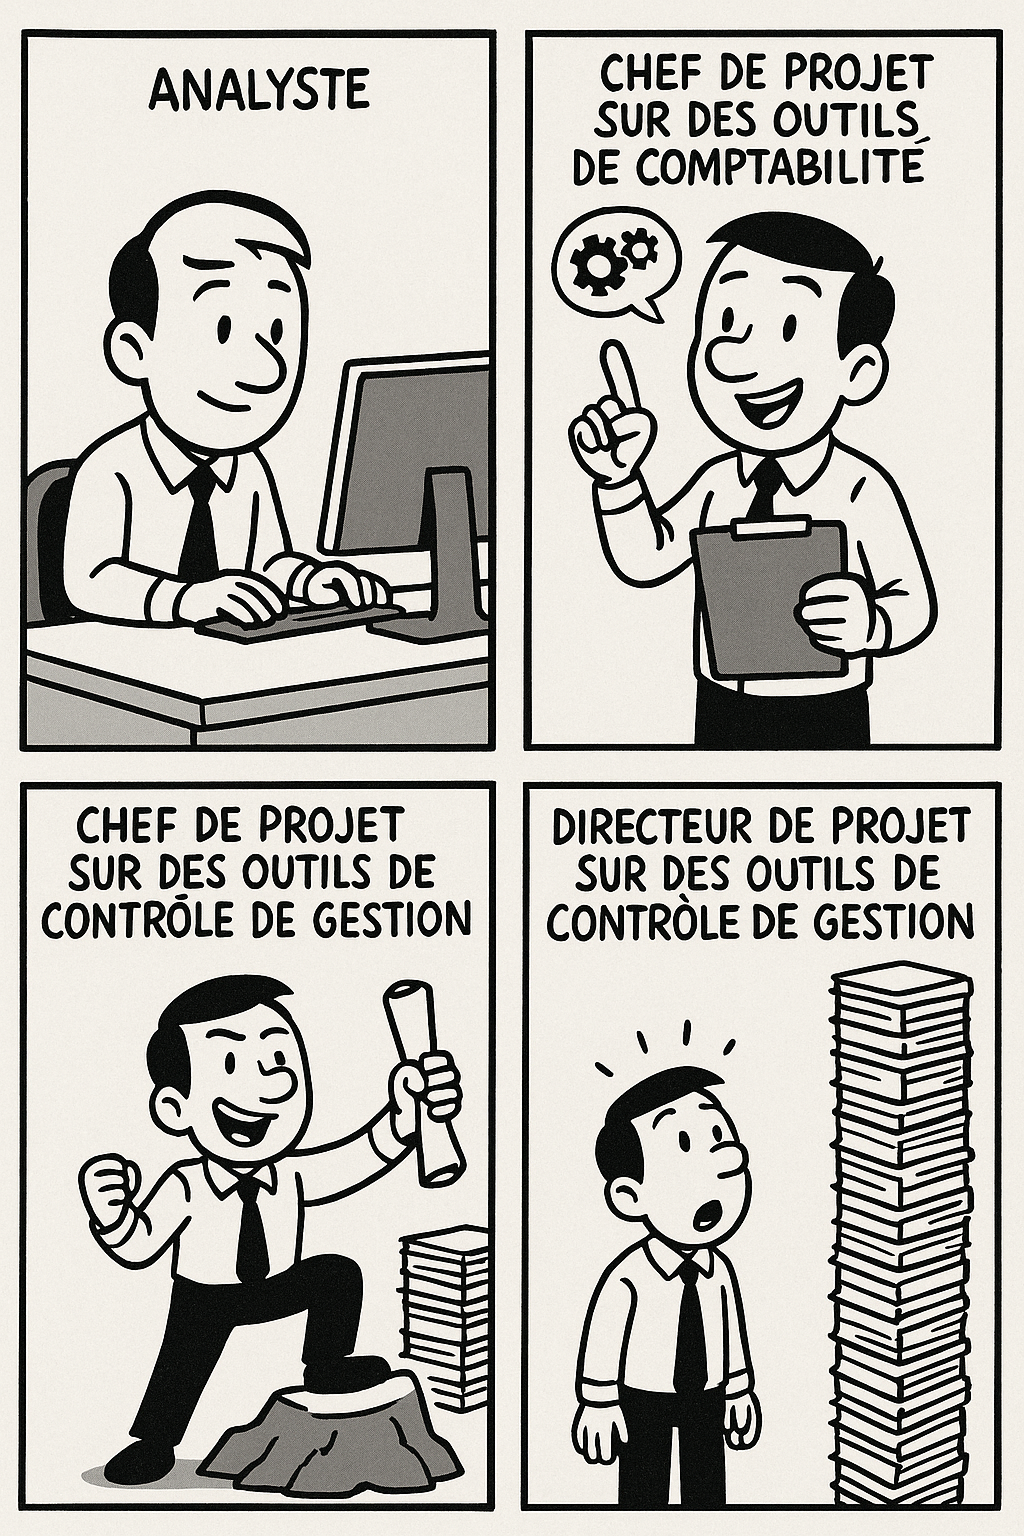 ANALYSTE
CHEF DE PROJET
SUR DES OUTILS
DE COMPTABILITÉ
CHEF DE PROJET
SUR DES OUTILS DE
CONTRÔLE DE GESTION
DIRECTEUR DE PROJET
SUR DES OUTILS DE
CONTRÒLE DE GESTION